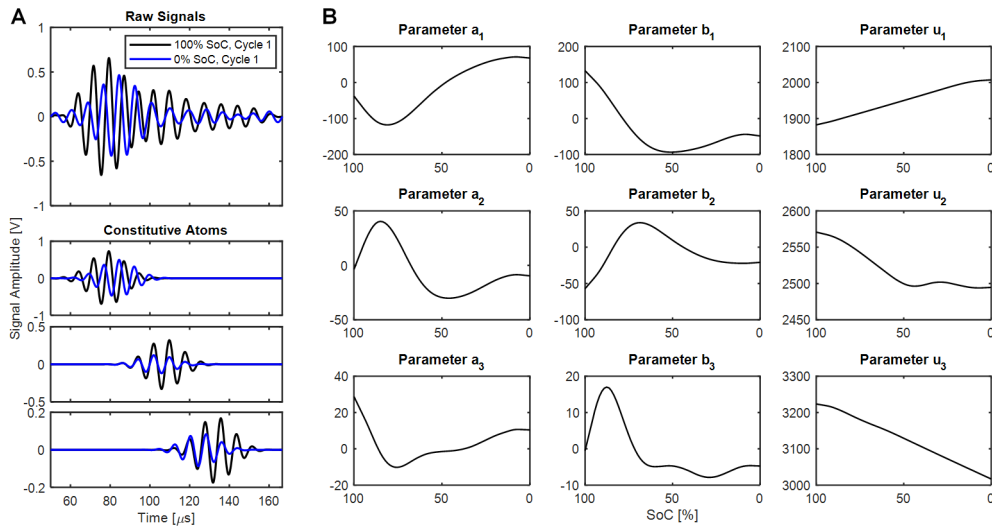 A
Raw Signals
1
0.5
0
-0.5
-1
100% SoC, Cycle 1
0% SoC, Cycle 1
Signal Amplitude [V]
Constitutive Atoms
1
0
-1
0.5
0
0.5
0.2
0
-0.2
60 80 100 120 140 160
Time [μs]
B
Parameter a1
100
0
-100
-200
100 50 0
Parameter b1
200
100
0
-100
100 50 0
Parameter u1
2100
2000
1900
1800
100 50 0
Parameter a2
50
0
-50
100 50 0
Parameter b2
100
50
0
-50
-100
100 50 0
Parameter u2
2600
2550
2500
2450
100 50 0
Parameter a3
40
20
0
-20
100 50 0
Parameter b3
20
10
0
-10
100 50 0
Parameter u3
3300
3200
3100
3000
100 50 0
SoC [%]